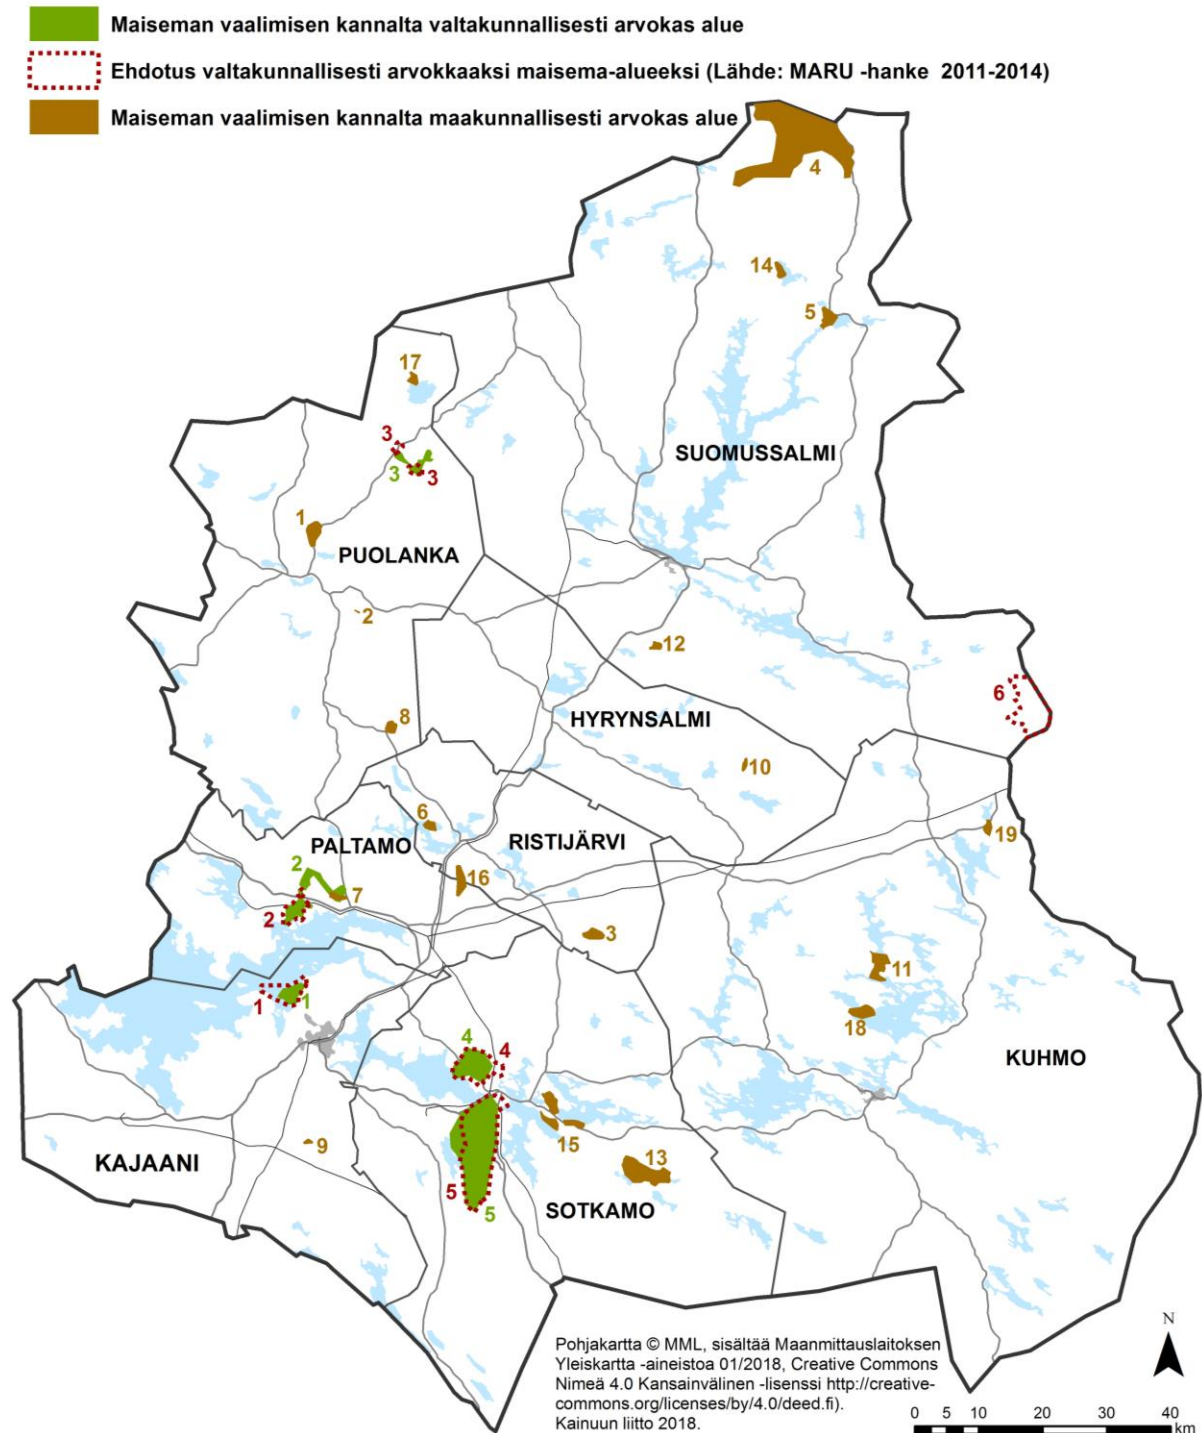 Maiseman vaalimisen kannalta valtakunnallisesti arvokas alue
Ehdotus valtakunnallisesti arvokkaaksi maisema-alueeksi (Lähde: MARU -hanke 2011-2014)
Maiseman vaalimisen kannalta maakunnallisesti arvokas alue
4
14
5
17
3
3
3
SUOMUSSALMI
1
PUOLANKA
2
12
6
8
HYRYNSALMI
10
6
19
PALTAMO
RISTIJÄRVI
2
16
7
2
3
11
1
1
18
4
4
KUHMO
15
9
13
KAJAANI
5
5
SOTKAMO
N
Pohjakartta © MML, sisältää Maanmittauslaitoksen
Yleiskartta -aineistoa 01/2018, Creative Commons
Nimeä 4.0 Kansainvälinen -lisenssi http://creative-
commons.org/licenses/by/4.0/deed.fi).
Kainuun liitto 2018.
0 5 10 20 30 40
km